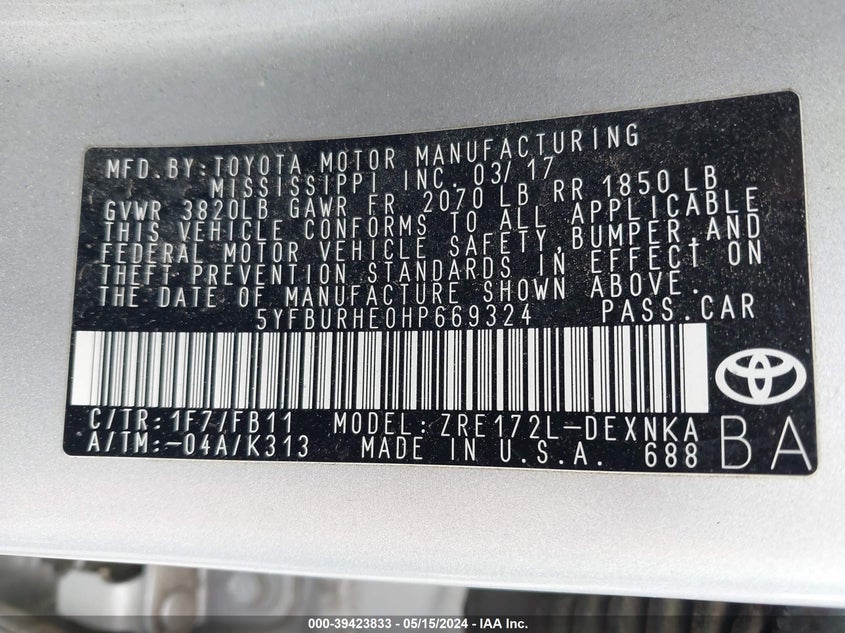 MFD. BY: TOYOTA MOTOR MANUFACTURING
MISSISSIPPI INC. 03/17
GVWR 3820LB GAWR FR 2070 LB RR 1850 LB
THIS VEHICLE CONFORMS TO ALL APPLICABLE
FEDERAL MOTOR VEHICLE SAFETY, BUMPER, AND
THEFT PREVENTION STANDARDS IN EFFECT ON
THE DATE OF MANUFACTURE SHOWN ABOVE.
5YFBURHE0HP669324 PASS. CAR
C/TR: 1F7/FB11 MODEL: ZRE172L-DEXNKA
A/TM: -04A/K313 MADE IN U.S.A. 688 BA
000-39423833 - 05/15/2024 - IAA Inc.